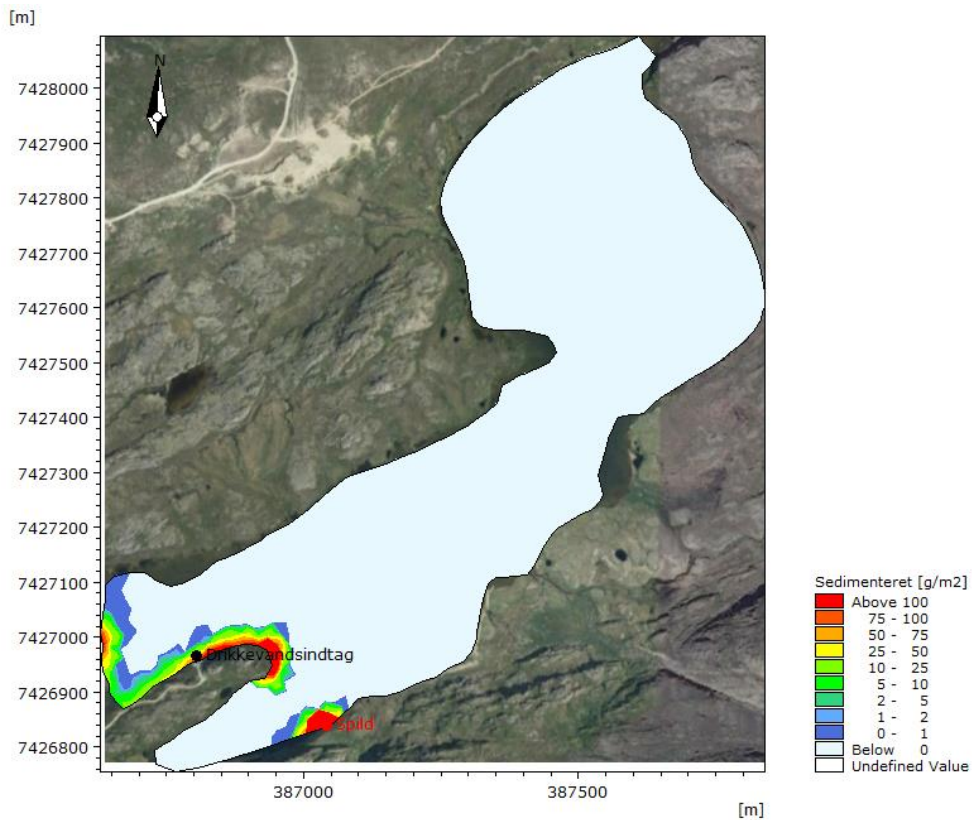 [m]
N
7428000
7427900
7427800
7427700
7427600
7427500
7427400
7427300
7427200
7427100
7427000
7426900
7426800
Drikkevandsindtag
Spild
387000
387500
[m]
Sedimenteret [g/m2]
Above 100
75 - 100
50 - 75
25 - 50
10 - 25
5 - 10
2 - 5
1 - 2
0 - 1
Below 0
Undefined Value